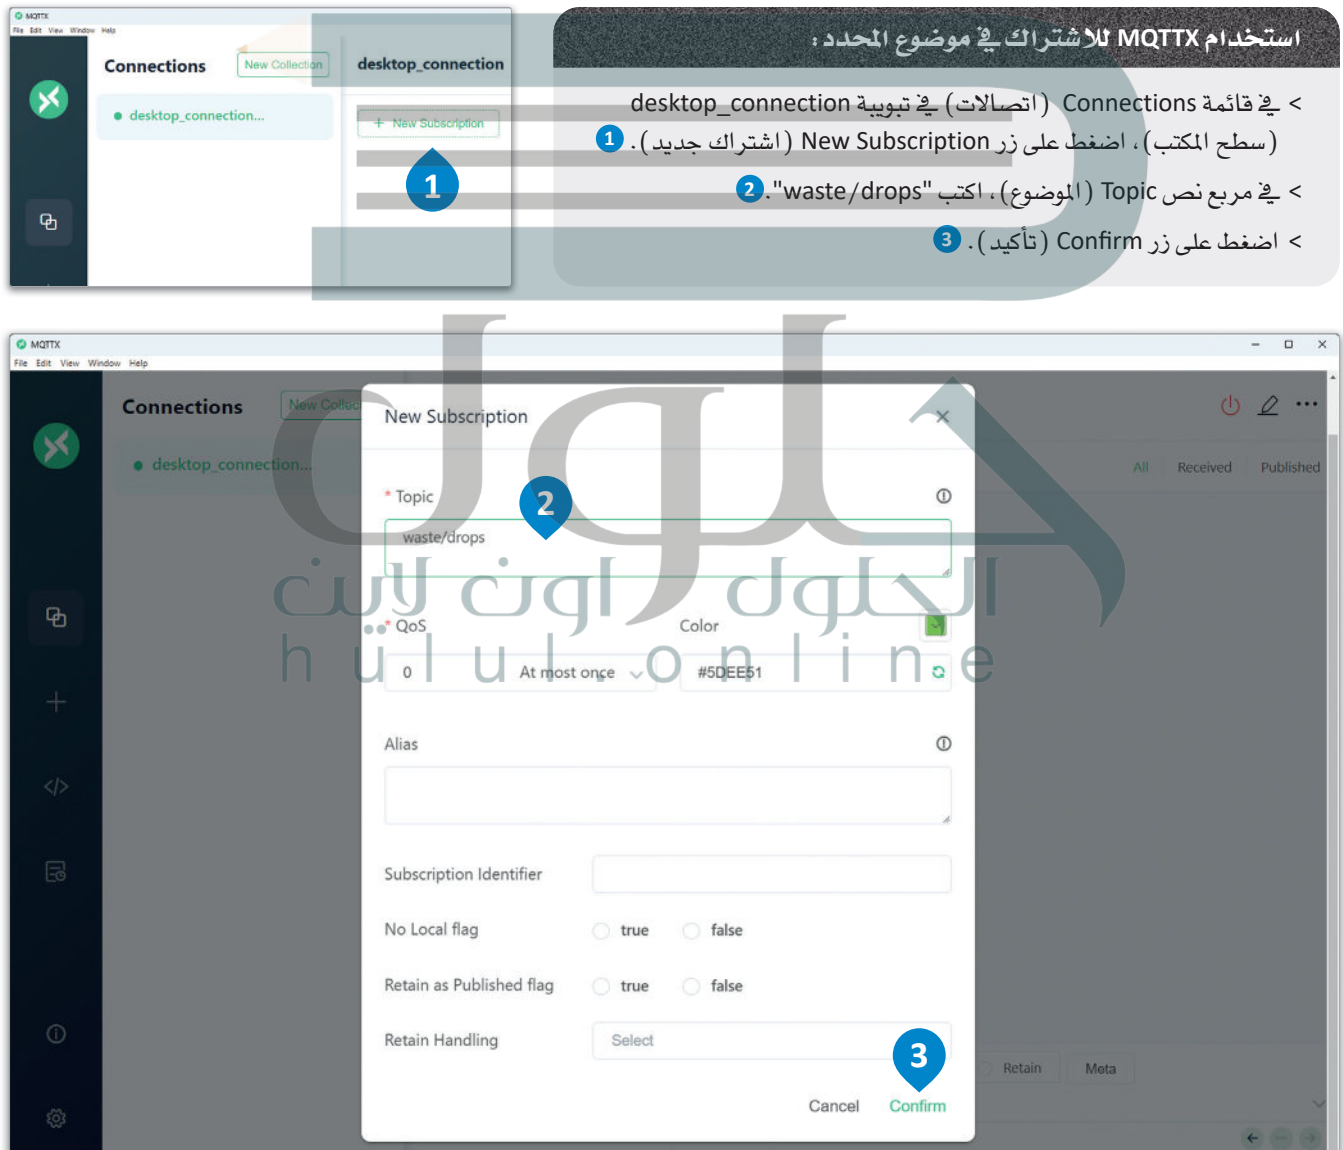 MQTTX
File Edit View Window Help
Connections
New Collection
desktop_connection
desktop_connection...
+ New Subscription
1
استخدام MQTTX للاشتراك في موضوع المحدد:
> في قائمة Connections (اتصالات) في تبويبة desktop_connection
(سطح المكتب)، اضغط على زر New Subscription (اشتراك جديد). 1
> في مربع نص Topic (الموضوع)، اكتب "waste/drops". 2
> اضغط على زر Confirm (تأكيد). 3
MQTTX
File Edit View Window Help
Connections
New Collec
desktop_connection...
All Received Published
New Subscription
* Topic
2
waste/drops
* QoS
Color
0 At most once
#5DEE51
Alias
Subscription Identifier
No Local flag
true false
Retain as Published flag
true false
Retain Handling
Select
3
Cancel Confirm
Retain Meta
حلول
الحلول اون لاين
hulul.online